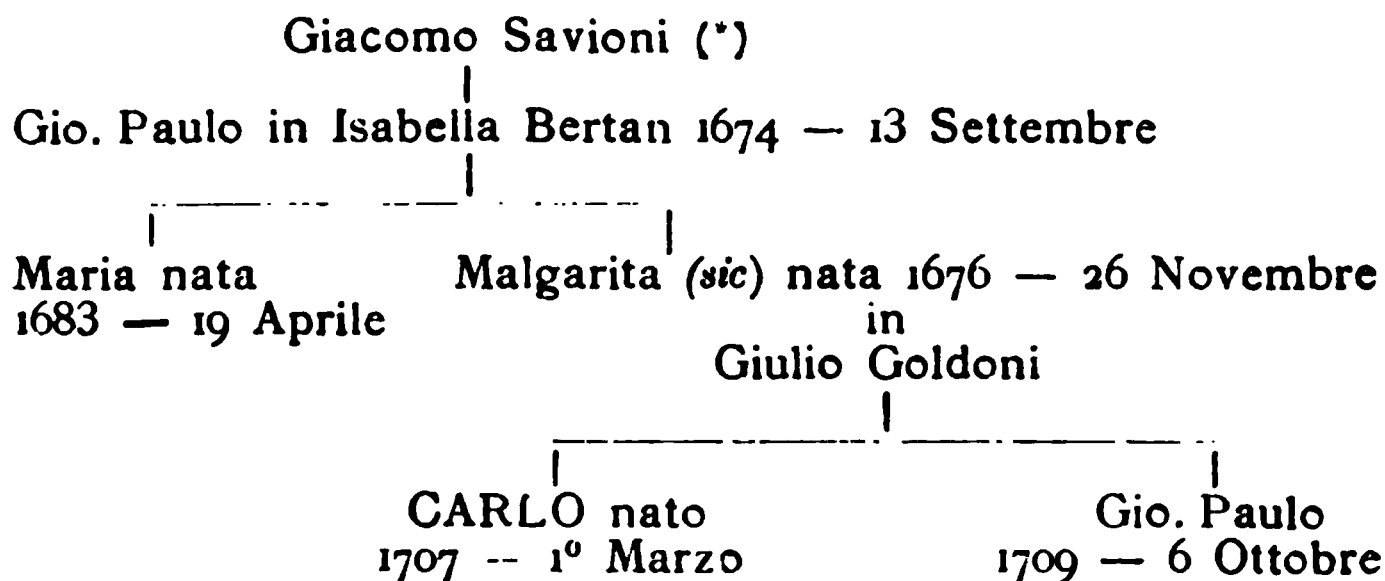 Giacomo Savioni (*)
Gio. Paulo in Isabella Bertan 1674 — 13 Settembre
Maria nata
1683 — 19 Aprile
Malgarita (sic) nata 1676 — 26 Novembre
in
Giulio Goldoni
CARLO nato
1707 -- 1º Marzo
Gio. Paulo
1709 — 6 Ottobre